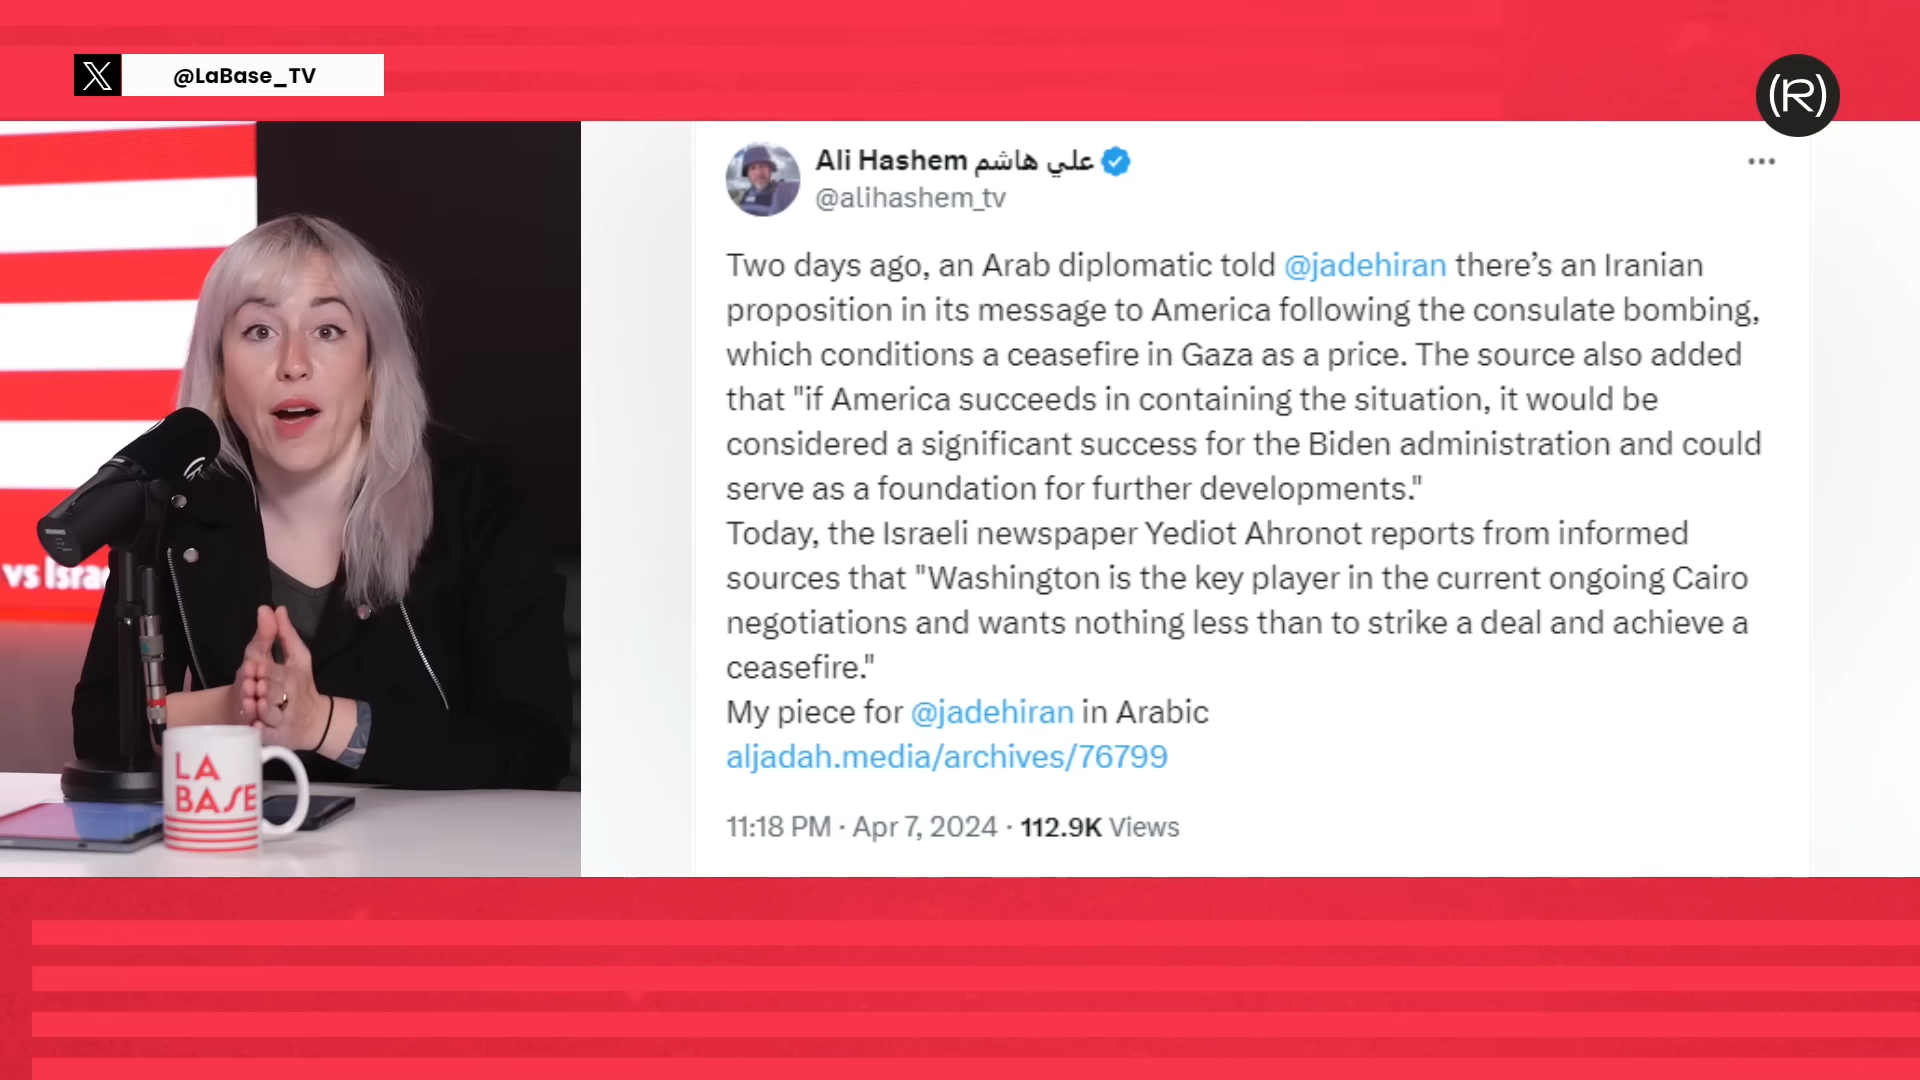 @LaBase_TV
(R)
Ali Hashem علي هاشم
@alihashem_tv
Two days ago, an Arab diplomatic told @jadehiran there’s an Iranian
proposition in its message to America following the consulate bombing,
which conditions a ceasefire in Gaza as a price. The source also added
that "if America succeeds in containing the situation, it would be
considered a significant success for the Biden administration and could
serve as a foundation for further developments."
Today, the Israeli newspaper Yediot Ahronot reports from informed
sources that "Washington is the key player in the current ongoing Cairo
negotiations and wants nothing less than to strike a deal and achieve a
ceasefire."
My piece for @jadehiran in Arabic
aljadah.media/archives/76799
11:18 PM · Apr 7, 2024 · 112.9K Views
vs Isra
LA
BASE